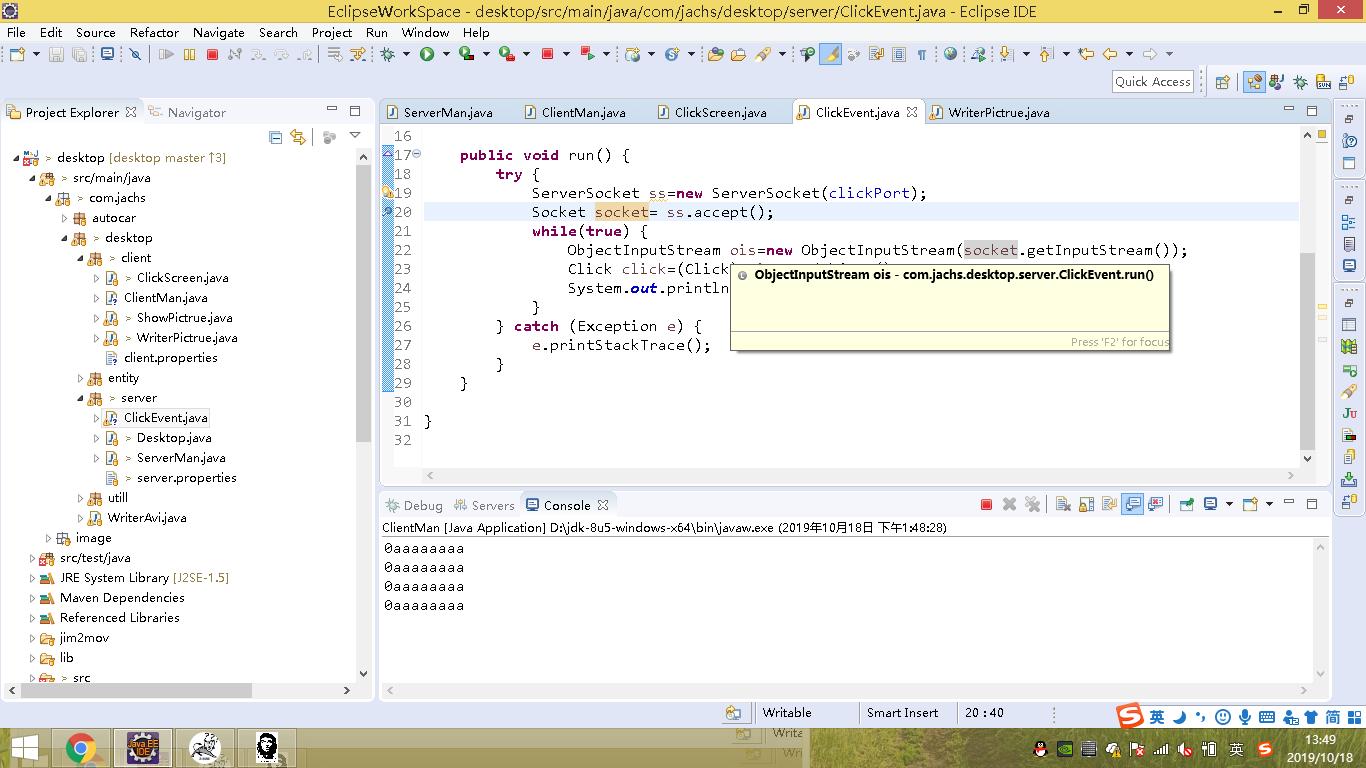 EclipseWorkSpace - desktop/src/main/java/com/jachs/desktop/server/ClickEvent.java - Eclipse IDE
File Edit Source Refactor Navigate Search Project Run Window Help
Quick Access
Project Explorer Navigator
ServerMan.java ClientMan.java ClickScreen.java ClickEvent.java WriterPictrue.java
> desktop [desktop master ↑3]
> src/main/java
> com.jachs
autocar
> desktop
> client
> ClickScreen.java
> ClientMan.java
> ShowPictrue.java
> WriterPictrue.java
client.properties
entity
> server
ClickEvent.java
> Desktop.java
> ServerMan.java
> server.properties
utill
WriterAvi.java
image
src/test/java
JRE System Library [J2SE-1.5]
Maven Dependencies
Referenced Libraries
jim2mov
lib
> src
16
17 public void run() {
18 try {
19 ServerSocket ss=new ServerSocket(clickPort);
20 Socket socket= ss.accept();
21 while(true) {
22 ObjectInputStream ois=new ObjectInputStream(socket.getInputStream());
23 Click click=(Click)
24 System.out.println
25 }
26 } catch (Exception e) {
27 e.printStackTrace();
28 }
29 }
30
31 }
32
ObjectInputStream ois - com.jachs.desktop.server.ClickEvent.run()
Press 'F2' for focus
Debug Servers Console
ClientMan [Java Application] D:\jdk-8u5-windows-x64\bin\javaw.exe (2019年10月18日 下午1:48:28)
0aaaaaaaa
0aaaaaaaa
0aaaaaaaa
0aaaaaaaa
Writable Smart Insert 20 : 40
英 简
Java EE IDE
英
13:49
2019/10/18